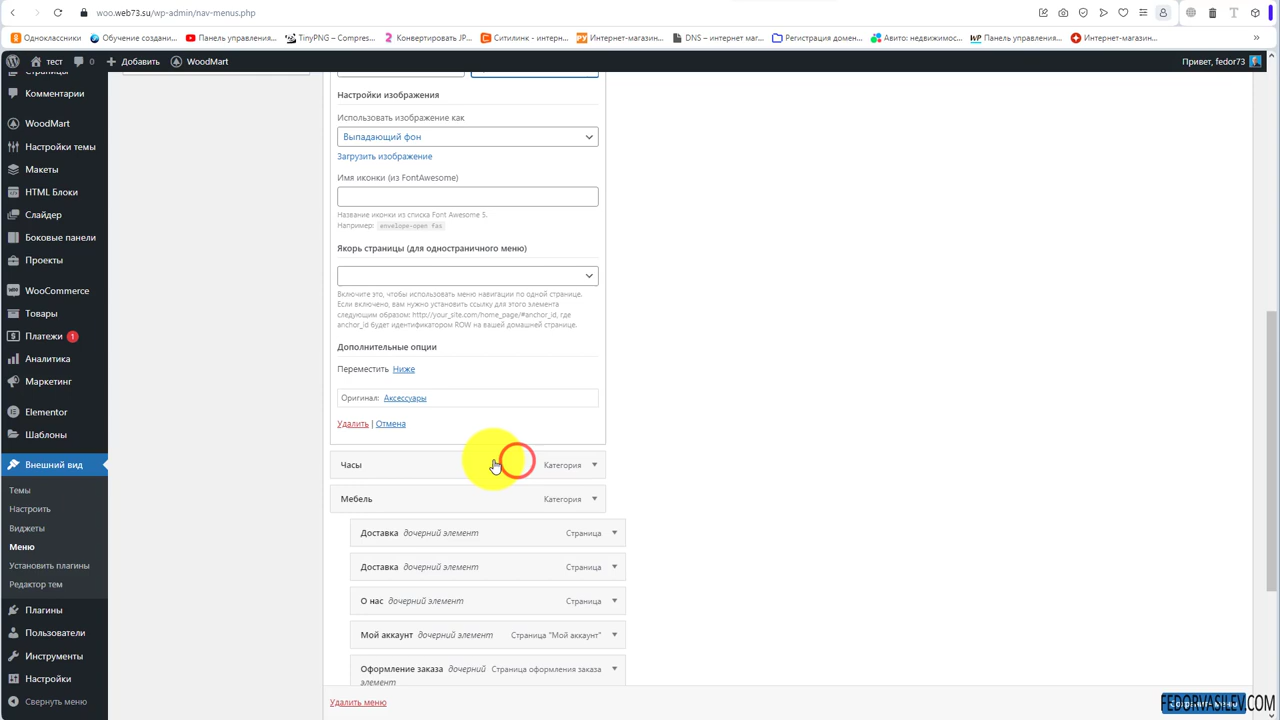 woo.web73.su/wp-admin/nav-menus.php
Одноклассники
Обучение создани...
Панель управления...
TinyPNG – Compres...
Конвертировать JP...
Ситилинк - интерн...
Интернет-магазин...
DNS – интернет маг...
Регистрация домен...
Авито: недвижимос...
Панель управления...
Интернет-магазин...
тест
0
Добавить
WoodMart
Привет, fedor73
Страницы
Комментарии
WoodMart
Настройки темы
Макеты
HTML Блоки
Слайдер
Боковые панели
Проекты
WooCommerce
Товары
Платежи 1
Аналитика
Маркетинг
Elementor
Шаблоны
Внешний вид
Темы
Настроить
Виджеты
Меню
Установить плагины
Редактор тем
Плагины
Пользователи
Инструменты
Настройки
Свернуть меню
Настройки изображения
Использовать изображение как
Выпадающий фон
Загрузить изображение
Имя иконки (из FontAwesome)
Название иконки из списка Font Awesome 5.
Например: envelope-open fas
Якорь страницы (для одностраничного меню)
Включите это, чтобы использовать меню навигации по одной странице.
Если включено, вам нужно установить ссылку для этого элемента
следующим образом: http://your_site.com/home_page/#anchor_id, где
anchor_id будет идентификатором ROW на вашей домашней странице.
Дополнительные опции
Переместить Ниже
Оригинал: Аксессуары
Удалить | Отмена
Часы Категория
Мебель Категория
Доставка дочерний элемент Страница
Доставка дочерний элемент Страница
О нас дочерний элемент Страница
Мой аккаунт дочерний элемент Страница "Мой аккаунт"
Оформление заказа дочерний Страница оформления заказа
элемент
Удалить меню
FEDORVASILEV.COM